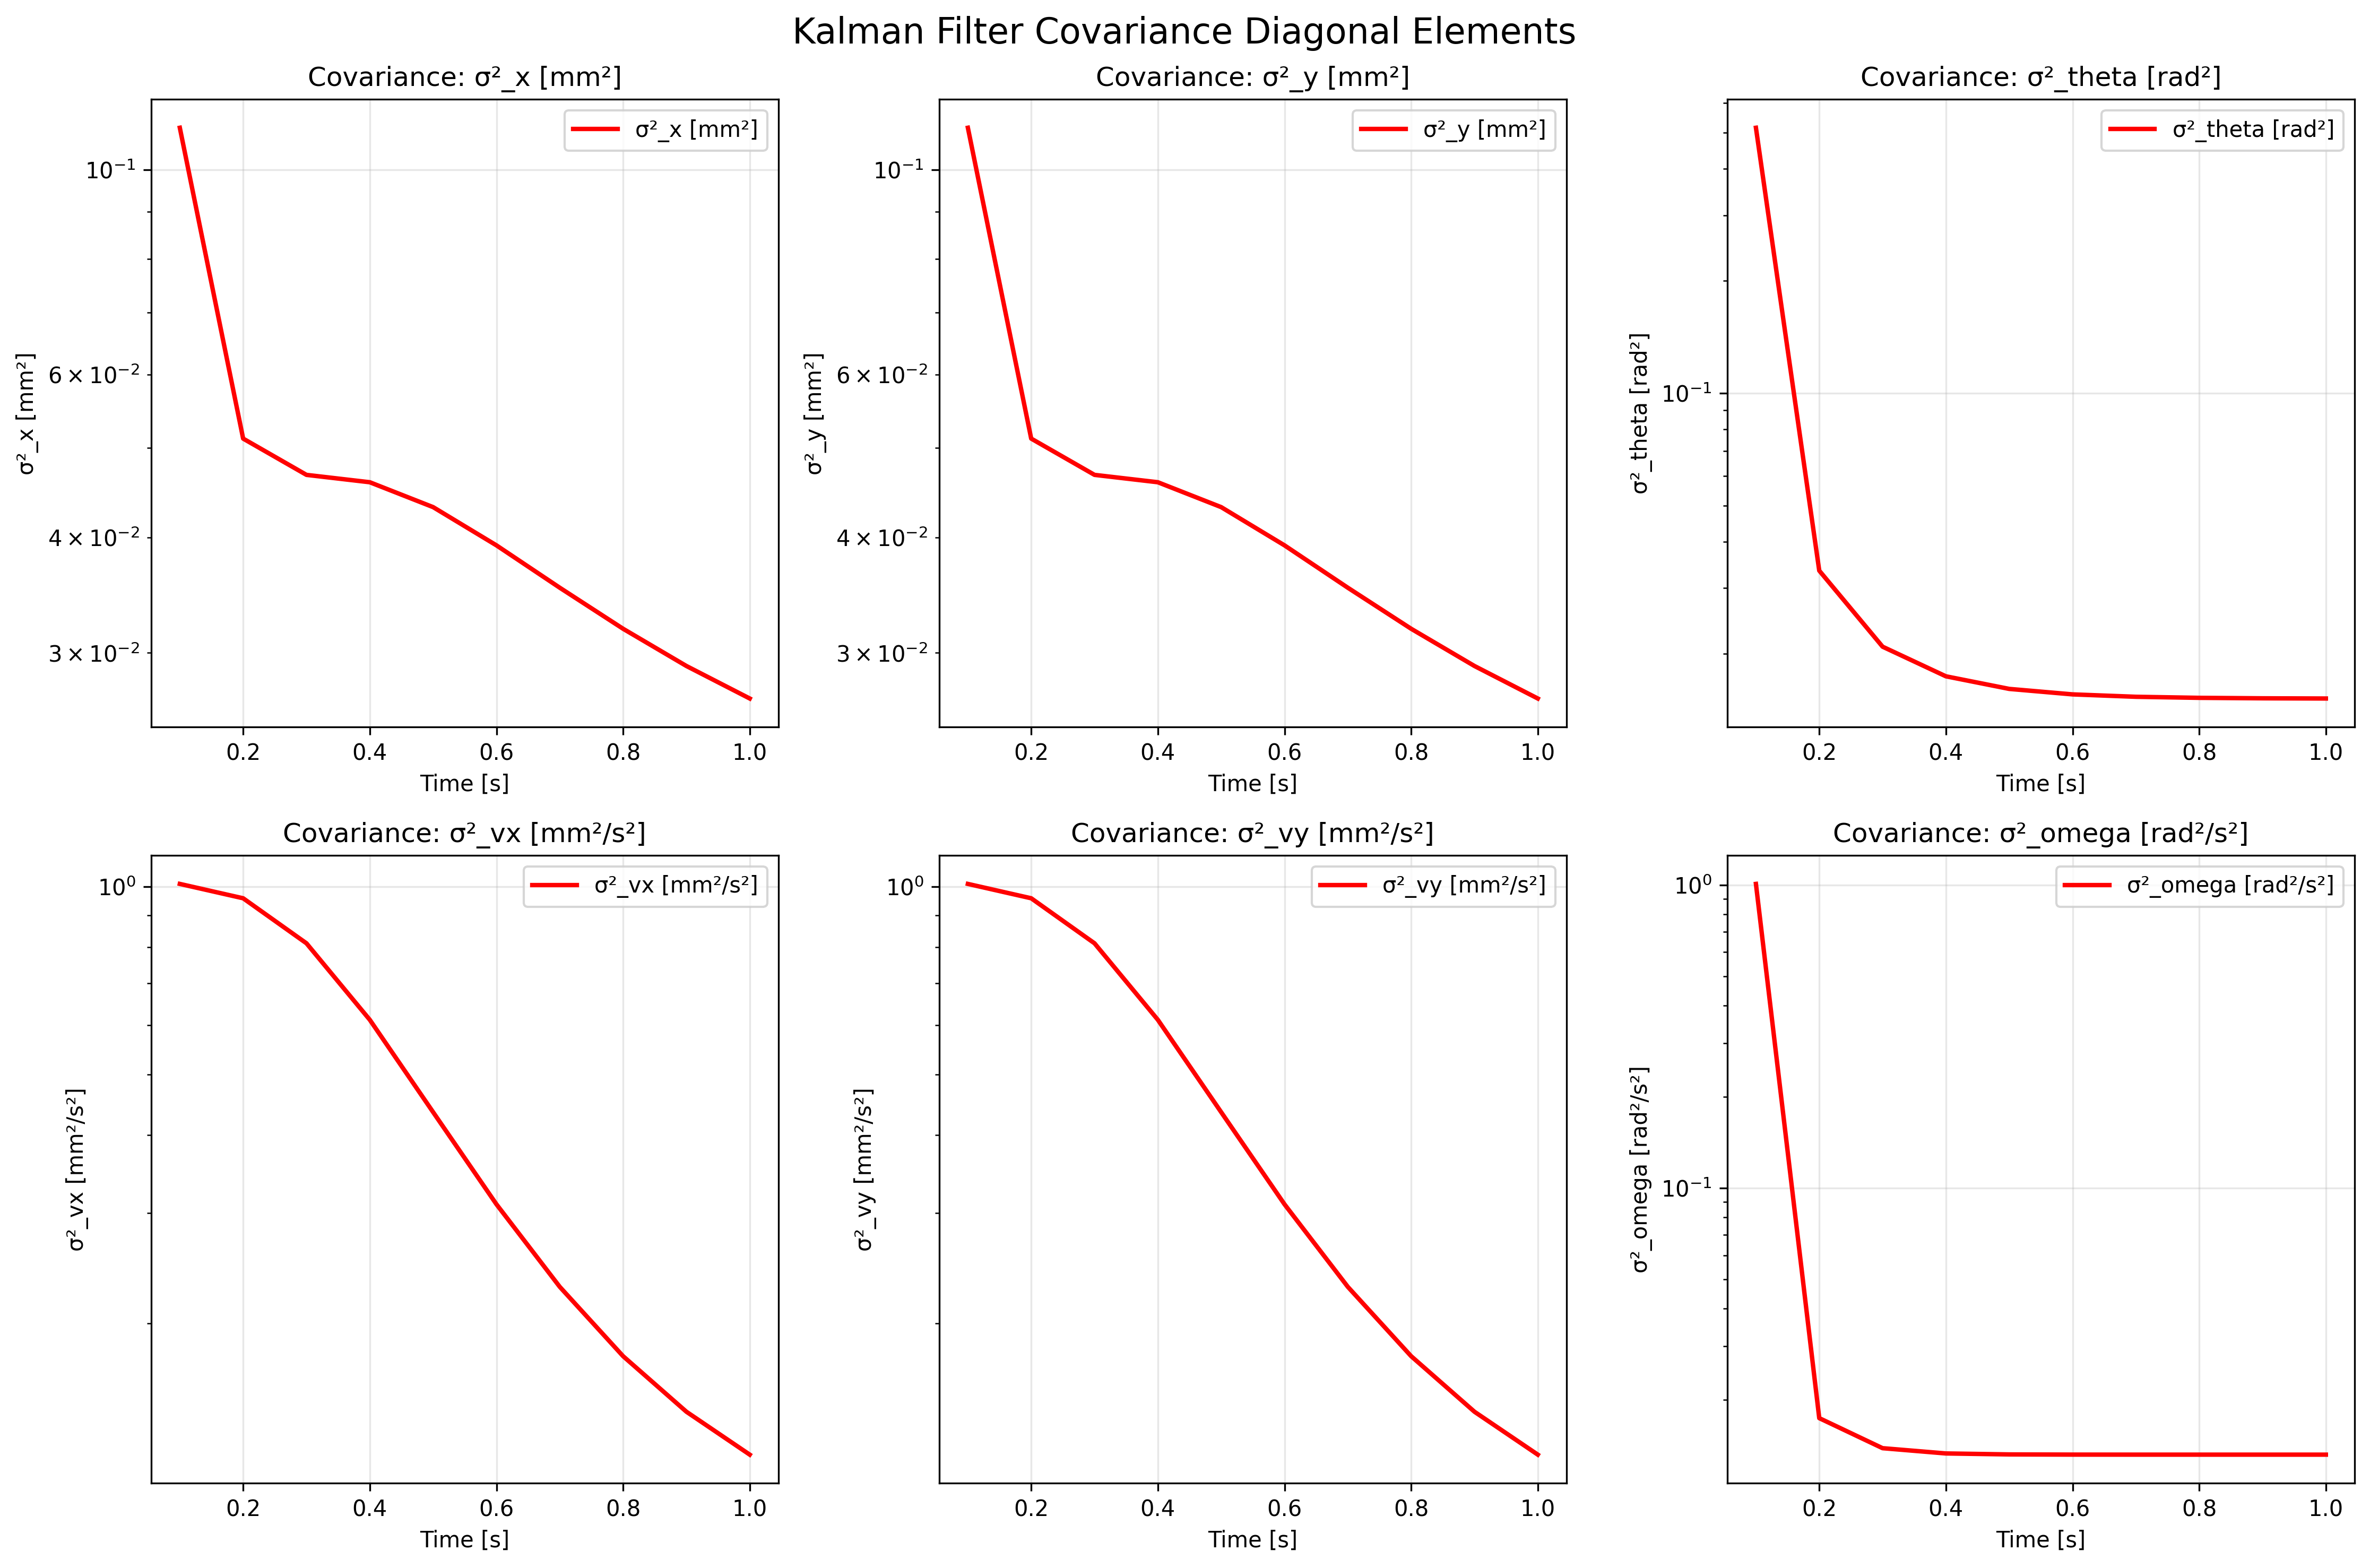 Kalman Filter Covariance Diagonal Elements
Covariance: σ²_x [mm²]
σ²_x [mm²]
10⁻¹
6×10⁻²
4×10⁻²
3×10⁻²
σ²_x [mm²]
0.2 0.4 0.6 0.8 1.0
Time [s]
Covariance: σ²_y [mm²]
σ²_y [mm²]
10⁻¹
6×10⁻²
4×10⁻²
3×10⁻²
σ²_y [mm²]
0.2 0.4 0.6 0.8 1.0
Time [s]
Covariance: σ²_theta [rad²]
σ²_theta [rad²]
10⁻¹
σ²_theta [rad²]
0.2 0.4 0.6 0.8 1.0
Time [s]
Covariance: σ²_vx [mm²/s²]
σ²_vx [mm²/s²]
10⁰
σ²_vx [mm²/s²]
0.2 0.4 0.6 0.8 1.0
Time [s]
Covariance: σ²_vy [mm²/s²]
σ²_vy [mm²/s²]
10⁰
σ²_vy [mm²/s²]
0.2 0.4 0.6 0.8 1.0
Time [s]
Covariance: σ²_omega [rad²/s²]
σ²_omega [rad²/s²]
10⁰
10⁻¹
σ²_omega [rad²/s²]
0.2 0.4 0.6 0.8 1.0
Time [s]